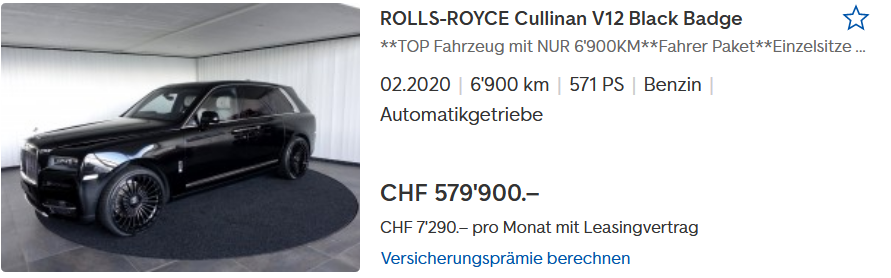 ROLLS-ROYCE Cullinan V12 Black Badge
**TOP Fahrzeug mit NUR 6'900KM**Fahrer Paket**Einzelsitze ...
02.2020 | 6'900 km | 571 PS | Benzin |
Automatikgetriebe
CHF 579'900.–
CHF 7'290.– pro Monat mit Leasingvertrag
Versicherungsprämie berechnen